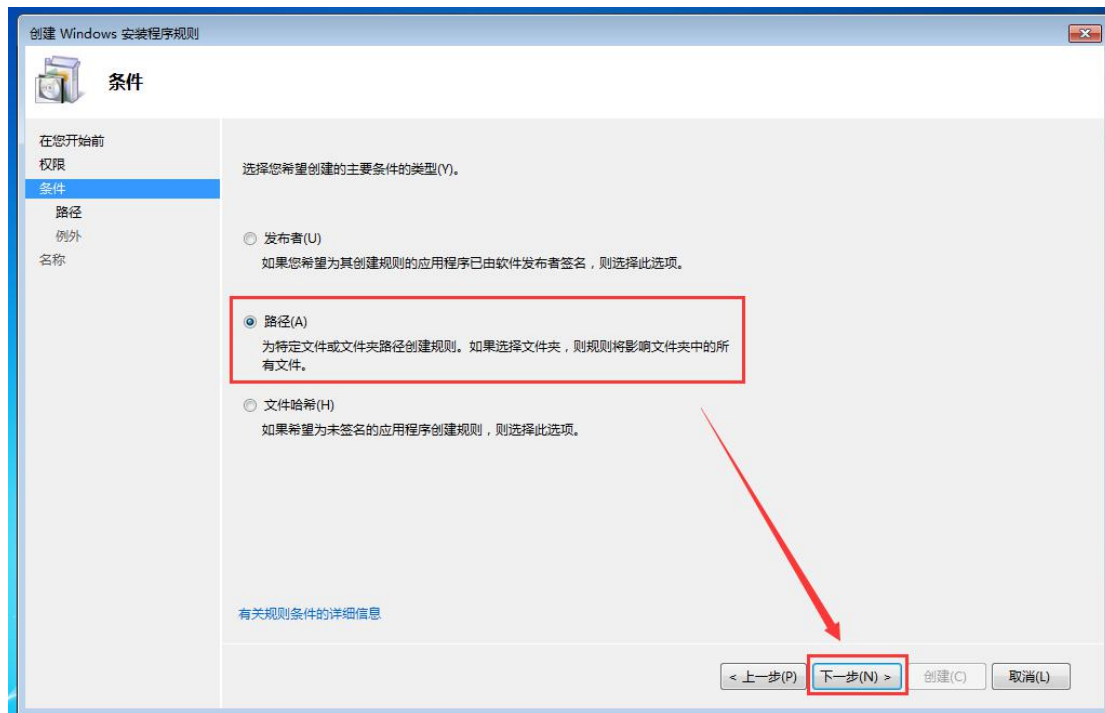 创建 Windows 安装程序规则
条件
在您开始前
权限
条件
路径
例外
名称
选择您希望创建的主要条件的类型(Y)。
发布者(U)
如果您希望为其创建规则的应用程序已由软件发布者签名，则选择此选项。
路径(A)
为特定文件或文件夹路径创建规则。如果选择文件夹，则规则将影响文件夹中的所
有文件。
文件哈希(H)
如果希望为未签名的应用程序创建规则，则选择此选项。
有关规则条件的详细信息
< 上一步(P)
下一步(N) >
创建(C)
取消(L)